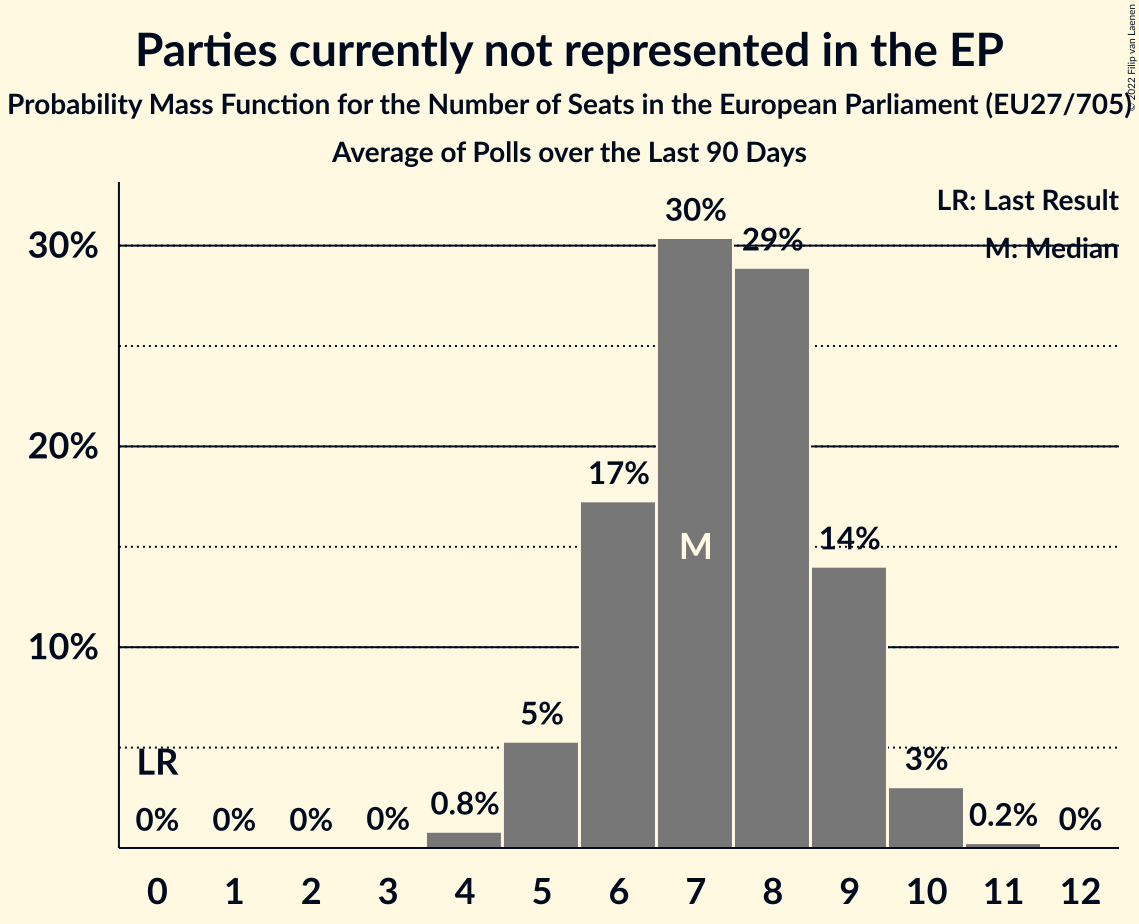 Parties currently not represented in the EP
Probability Mass Function for the Number of Seats in the European Parliament (EU27/705)
Average of Polls over the Last 90 Days
© 2022 Filip van Laenen
LR: Last Result
M: Median
30%
20%
10%
30%
29%
17%
M
14%
5%
LR
3%
0% 0% 0% 0% 0.8% 0.2% 0%
0 1 2 3 4 5 6 7 8 9 10 11 12